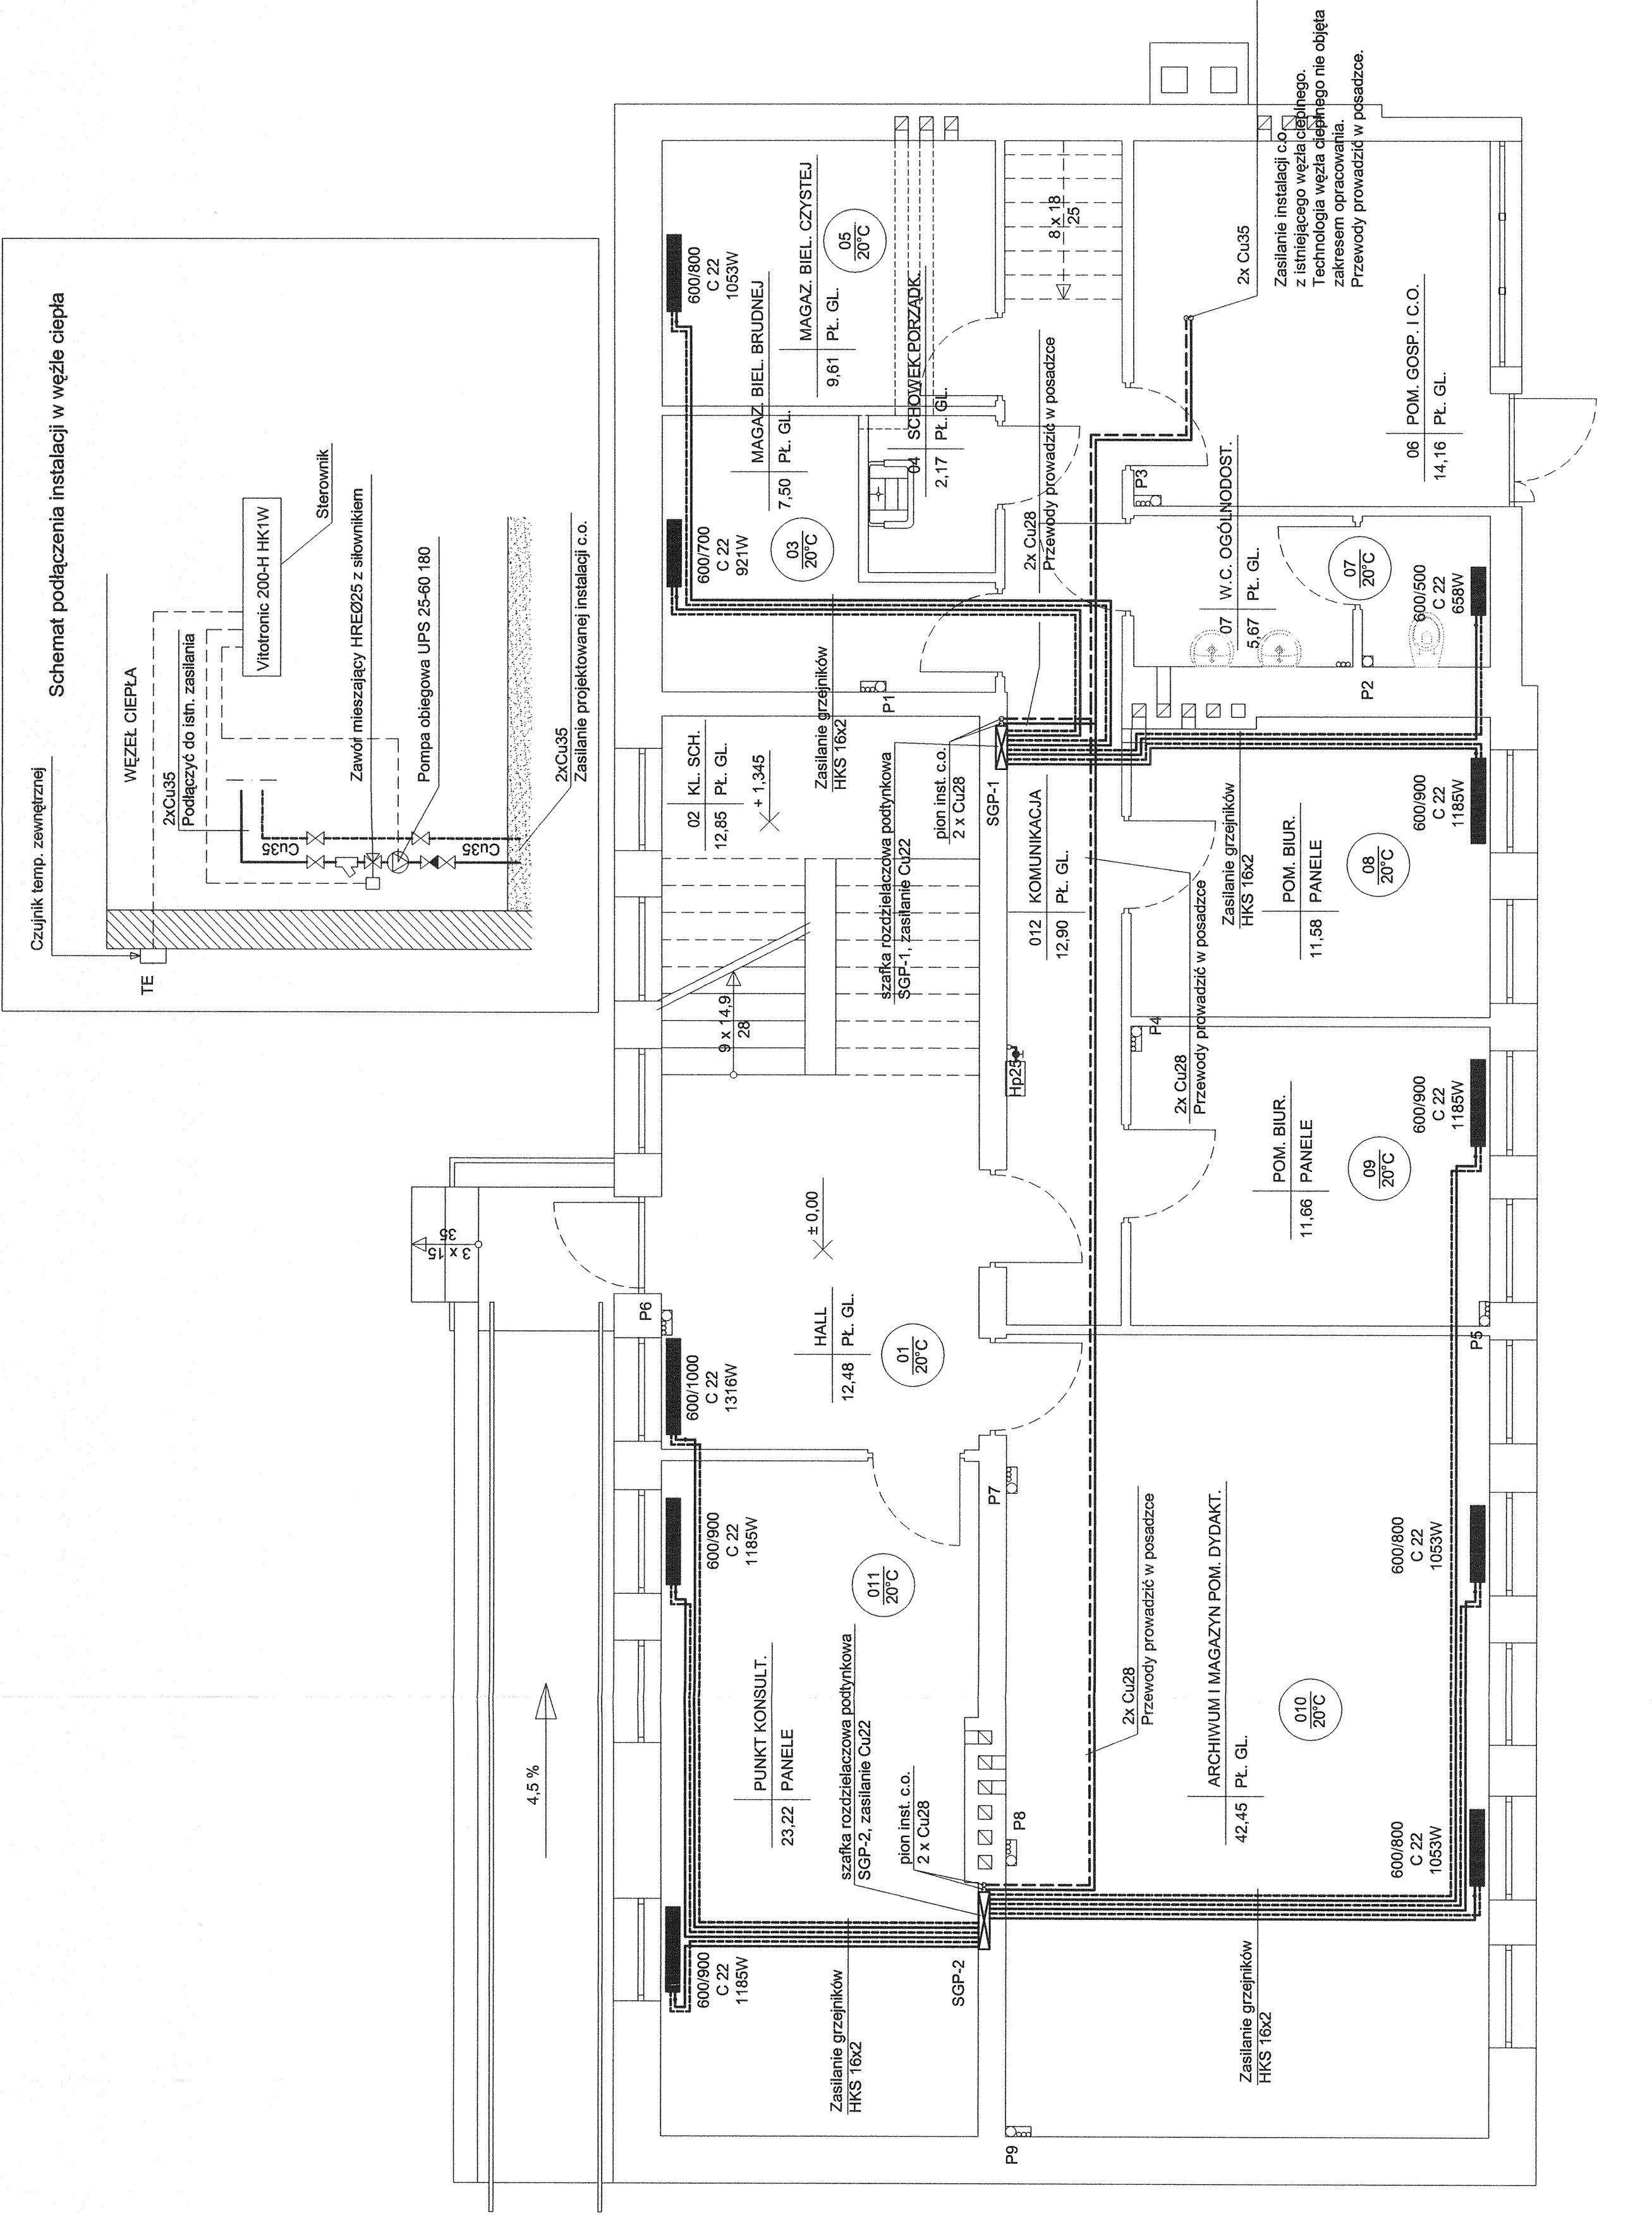 Schemat podłączenia instalacji w węźle ciepła
Czujnik temp. zewnętrznej
TE
WĘZEŁ CIEPŁA
2xCu35
Podłączyć do istn. zasilania
Vitotronic 200-H HK1W
Sterownik
Zawór mieszający HREØ25 z siłownikiem
Pompa obiegowa UPS 25-60 180
Cu35
Cu35
2xCu35
Zasilanie projektowanej instalacji c.o.
4,5 %
3 x 15
35
P6
600/900
C 22
1185W
600/900
C 22
1185W
600/1000
C 22
1316W
600/700
C 22
921W
600/800
C 22
1053W
PUNKT KONSULT.
23,22
PANELE
011
20°C
HALL
12,48
PŁ. GL.
01
20°C
± 0,00
9 x 14,9
28
02
KL. SCH.
12,85
PŁ. GL.
+ 1,345
MAGAZ. BIEL. BRUDNEJ
7,50
PŁ. GL.
03
20°C
MAGAZ. BIEL. CZYSTEJ
9,61
PŁ. GL.
05
20°C
04
SCHOWEK PORZĄDK.
2,17
PŁ. GL.
8 x 18
25
P1
Zasilanie grzejników
HKS 16x2
szafka rozdzielaczowa podtynkowa
SGP-2, zasilanie Cu22
pion inst. c.o.
2 x Cu28
SGP-2
Zasilanie grzejników
HKS 16x2
szafka rozdzielaczowa podtynkowa
SGP-1, zasilanie Cu22
pion inst. c.o.
2 x Cu28
SGP-1
P7
P8
P9
Hp25
012
KOMUNIKACJA
12,90
PŁ. GL.
2x Cu28
Przewody prowadzić w posadzce
2x Cu28
Przewody prowadzić w posadzce
2x Cu28
Przewody prowadzić w posadzce
P3
P4
P2
P5
2x Cu35
Zasilanie instalacji c.o.
z istniejącego węzła cieplnego.
Technologia węzła cieplnego nie objęta
zakresem opracowania.
Przewody prowadzić w posadzce.
ARCHIWUM I MAGAZYN POM. DYDAKT.
42,45
PŁ. GL.
010
20°C
POM. BIUR.
11,66
PANELE
09
20°C
POM. BIUR.
11,58
PANELE
08
20°C
Zasilanie grzejników
HKS 16x2
07
W.C. OGÓLNODOST.
5,67
PŁ. GL.
07
20°C
06
POM. GOSP. I C.O.
14,16
PŁ. GL.
Zasilanie grzejników
HKS 16x2
600/800
C 22
1053W
600/800
C 22
1053W
600/900
C 22
1185W
600/900
C 22
1185W
600/500
C 22
658W